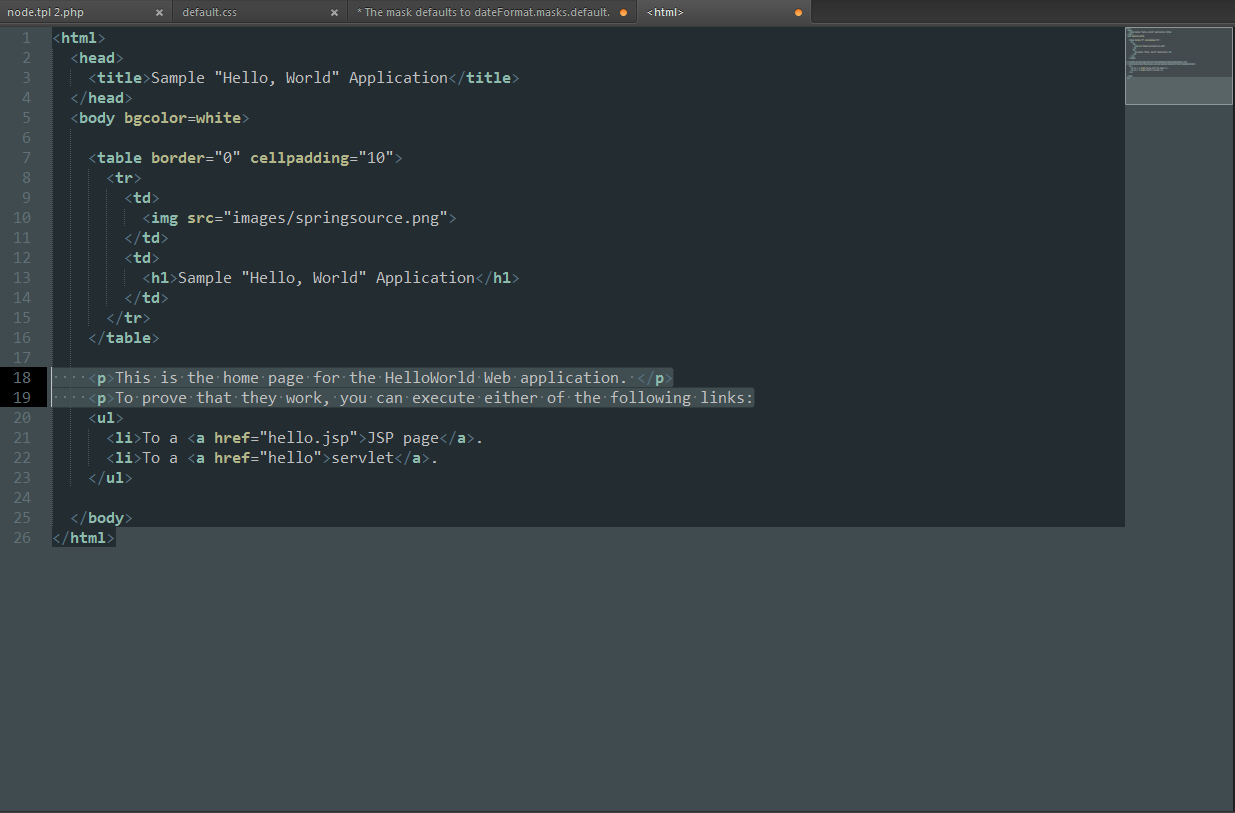 node.tpl 2.php × default.css × * The mask defaults to dateFormat.masks.default. <html>
1 <html>
2   <head>
3     <title>Sample "Hello, World" Application</title>
4   </head>
5   <body bgcolor=white>
6
7     <table border="0" cellpadding="10">
8       <tr>
9         <td>
10           <img src="images/springsource.png">
11         </td>
12         <td>
13           <h1>Sample "Hello, World" Application</h1>
14         </td>
15       </tr>
16     </table>
17
18     <p>This is the home page for the HelloWorld Web application. </p>
19     <p>To prove that they work, you can execute either of the following links:
20     <ul>
21       <li>To a <a href="hello.jsp">JSP page</a>.
22       <li>To a <a href="hello">servlet</a>.
23     </ul>
24
25   </body>
26 </html>